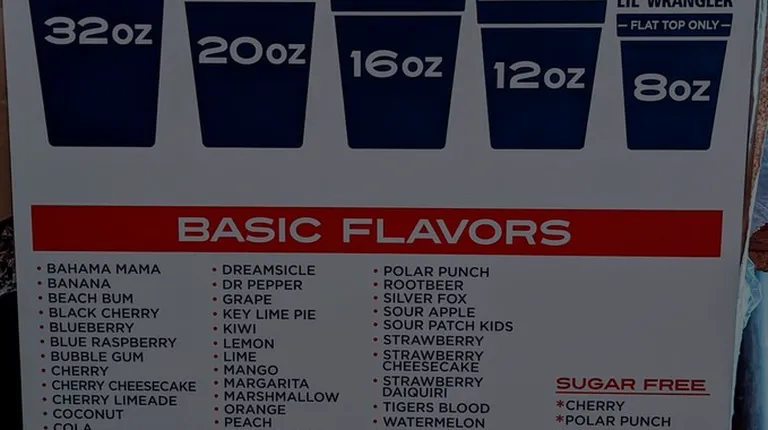 LIL' WRANGLER
— FLAT TOP ONLY —
32oz
20oz
16oz
12oz
8oz
BASIC FLAVORS
• BAHAMA MAMA
• BANANA
• BEACH BUM
• BLACK CHERRY
• BLUEBERRY
• BLUE RASPBERRY
• BUBBLE GUM
• CHERRY
• CHERRY CHEESECAKE
• CHERRY LIMEADE
• COCONUT
• COLA
• DREAMSICLE
• DR PEPPER
• GRAPE
• KEY LIME PIE
• KIWI
• LEMON
• LIME
• MANGO
• MARGARITA
• MARSHMALLOW
• ORANGE
• PEACH
• POLAR PUNCH
• ROOTBEER
• SILVER FOX
• SOUR APPLE
• SOUR PATCH KIDS
• STRAWBERRY
• STRAWBERRY
CHEESECAKE
• STRAWBERRY
DAIQUIRI
• TIGERS BLOOD
• WATERMELON
SUGAR FREE
*CHERRY
*POLAR PUNCH